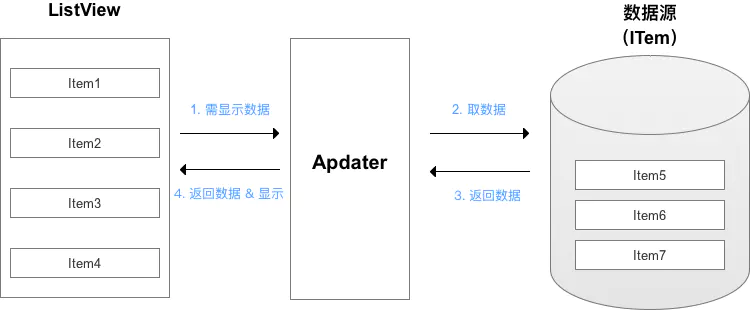 ListView
数据源
（ITem）
Item1
Item2
Item3
Item4
1. 需显示数据
4. 返回数据 & 显示
Apdater
2. 取数据
3. 返回数据
Item5
Item6
Item7